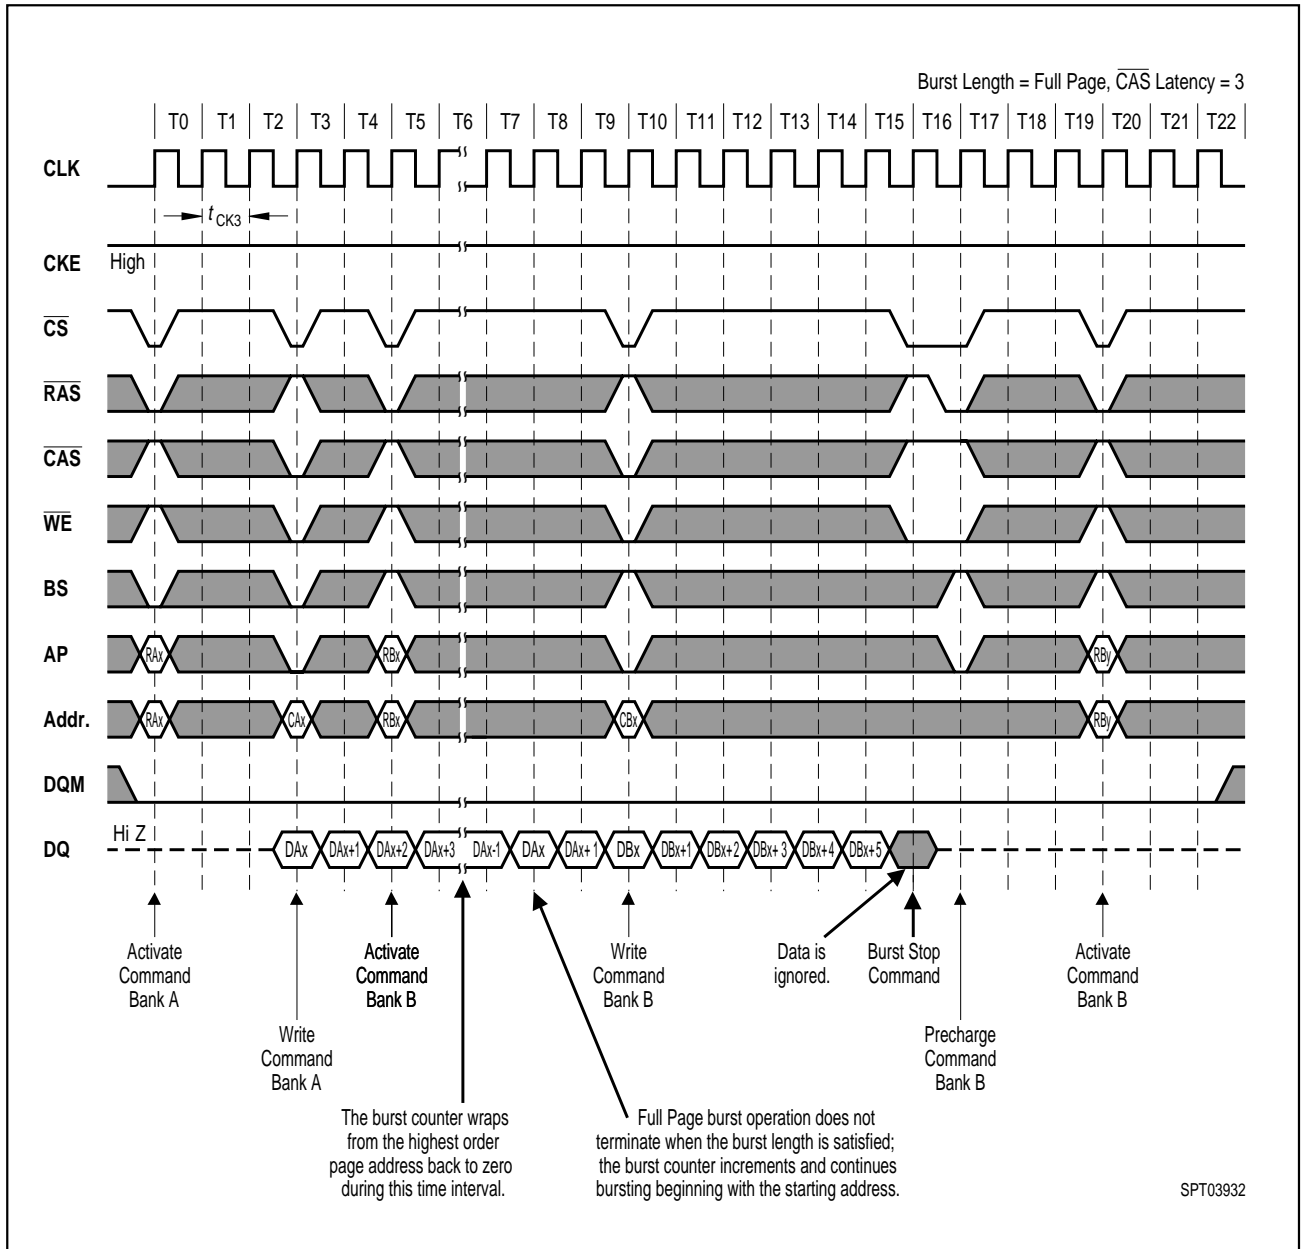 Burst Length = Full Page, CAS Latency = 3
T0 T1 T2 T3 T4 T5 T6 T7 T8 T9 T10 T11 T12 T13 T14 T15 T16 T17 T18 T19 T20 T21 T22
CLK
t CK3
CKE High
CS
RAS
CAS
WE
BS
AP RAx RBx RBy
Addr. RAx CAx RBx CBx RBy
DQM
DQ Hi Z DAx DAx+1 DAx+2 DAx+3 DAx-1 DAx DAx+1 DBx DBx+1 DBx+2 DBx+3 DBx+4 DBx+5
Activate
Command
Bank A
Write
Command
Bank A
Activate
Command
Bank B
Write
Command
Bank B
Data is
ignored.
Burst Stop
Command
Precharge
Command
Bank B
Activate
Command
Bank B
The burst counter wraps
from the highest order
page address back to zero
during this time interval.
Full Page burst operation does not
terminate when the burst length is satisfied;
the burst counter increments and continues
bursting beginning with the starting address.
SPT03932